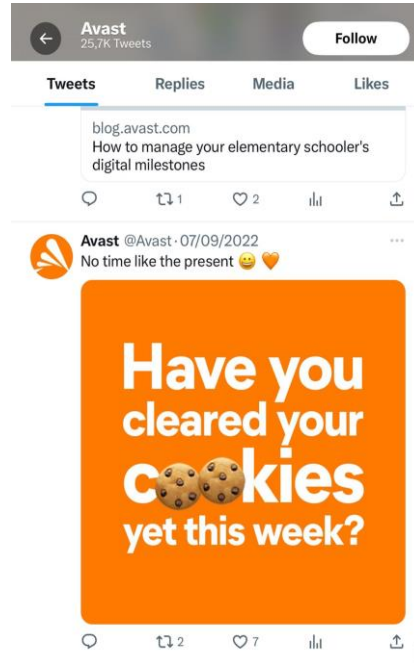 Avast
25,7K Tweets
Follow
Tweets Replies Media Likes
blog.avast.com
How to manage your elementary schooler's
digital milestones
1 2
Avast @Avast · 07/09/2022
No time like the present 😀 🧡
Have you
cleared your
cookies
yet this week?
2 7